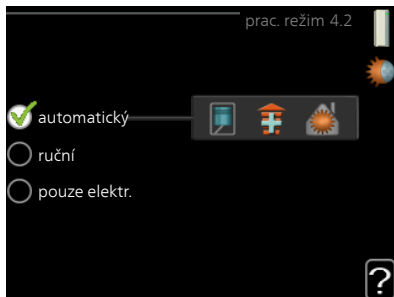 prac. režim 4.2
automatický
ruční
pouze elektr.
?